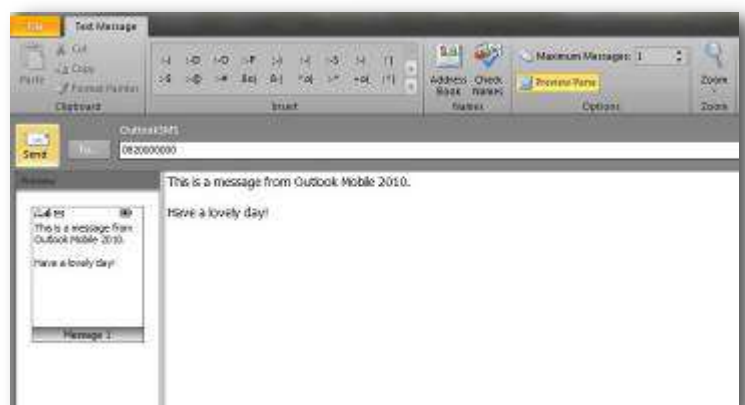 File Text Message
Cut
Copy
Paste Format Painter
Clipboard
Insert
Address Book Check Names
Names
Maximum Messages: 1
Preview Pane
Options
Zoom
Zoom
OutlookSMS
Send To... 0820000000
Preview
This is a message from Outlook Mobile 2010.
Have a lovely day!
This is a message from
Outlook Mobile 2010.
Have a lovely day!
Message 1